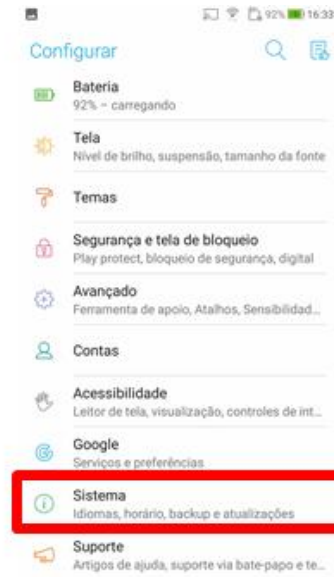 92% 16:33
Configurar
Bateria
92% – carregando
Tela
Nível de brilho, suspensão, tamanho da fonte
Temas
Segurança e tela de bloqueio
Play protect, bloqueio de segurança, digital
Avançado
Ferramenta de apoio, Atalhos, Sensibilidad...
Contas
Acessibilidade
Leitor de tela, visualização, controles de int...
Google
Serviços e preferências
Sistema
Idiomas, horário, backup e atualizações
Suporte
Artigos de ajuda, suporte via bate-papo e te...